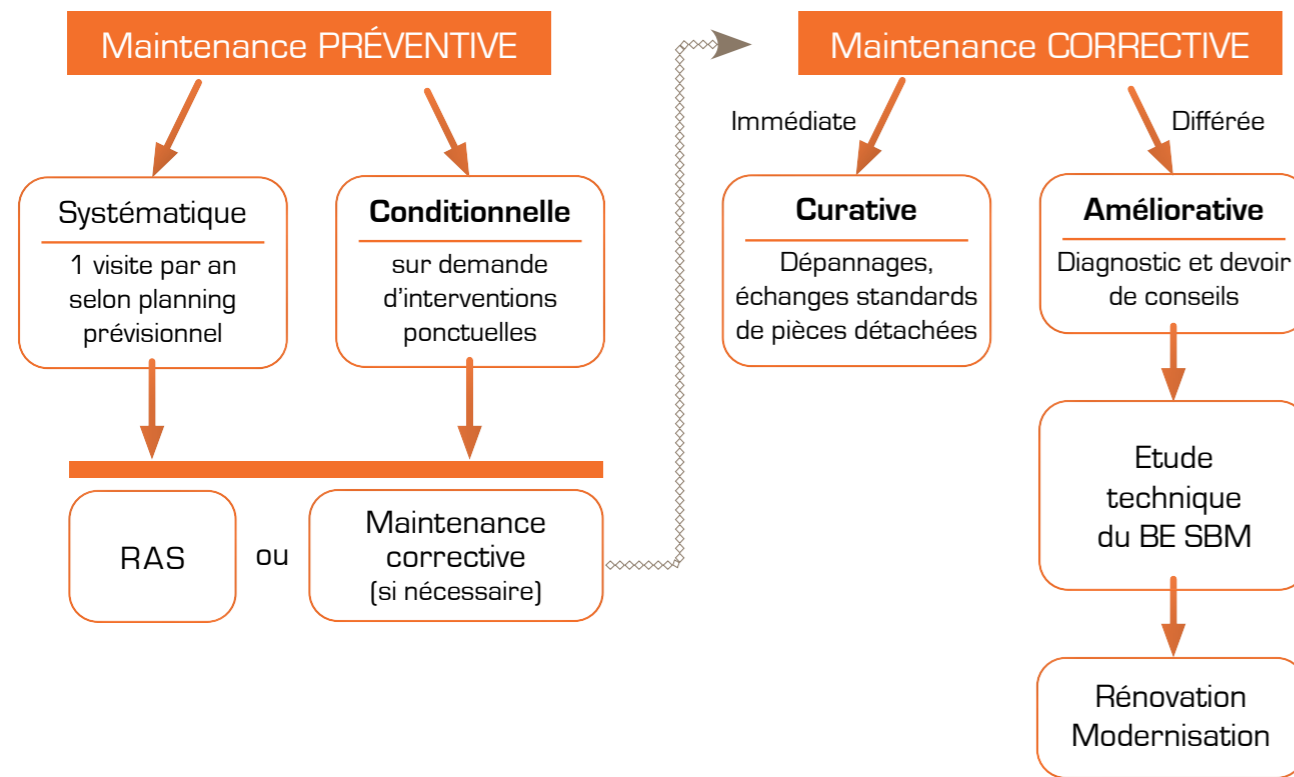 Maintenance PRÉVENTIVE
Systématique
1 visite par an
selon planning
prévisionnel
Conditionnelle
sur demande
d'interventions
ponctuelles
RAS
ou
Maintenance
corrective
(si nécessaire)
Maintenance CORRECTIVE
Immédiate
Différée
Curative
Dépannages,
échanges standards
de pièces détachées
Améliorative
Diagnostic et devoir
de conseils
Etude
technique
du BE SBM
Rénovation
Modernisation